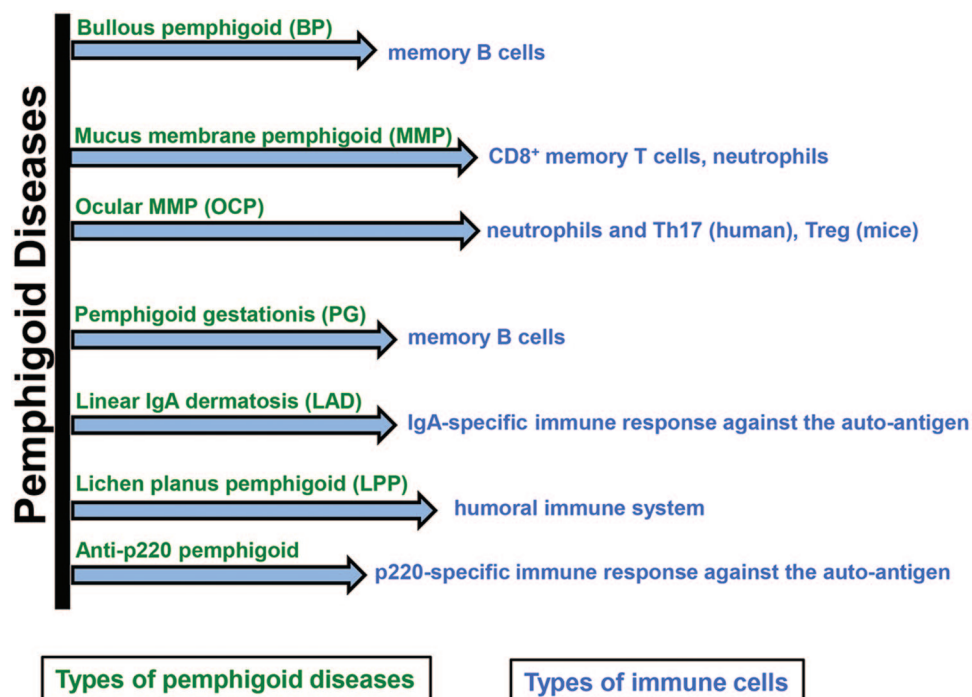 Pemphigoid Diseases
Bullous pemphigoid (BP)
memory B cells
Mucus membrane pemphigoid (MMP)
CD8⁺ memory T cells, neutrophils
Ocular MMP (OCP)
neutrophils and Th17 (human), Treg (mice)
Pemphigoid gestationis (PG)
memory B cells
Linear IgA dermatosis (LAD)
IgA-specific immune response against the auto-antigen
Lichen planus pemphigoid (LPP)
humoral immune system
Anti-p220 pemphigoid
p220-specific immune response against the auto-antigen
Types of pemphigoid diseases
Types of immune cells